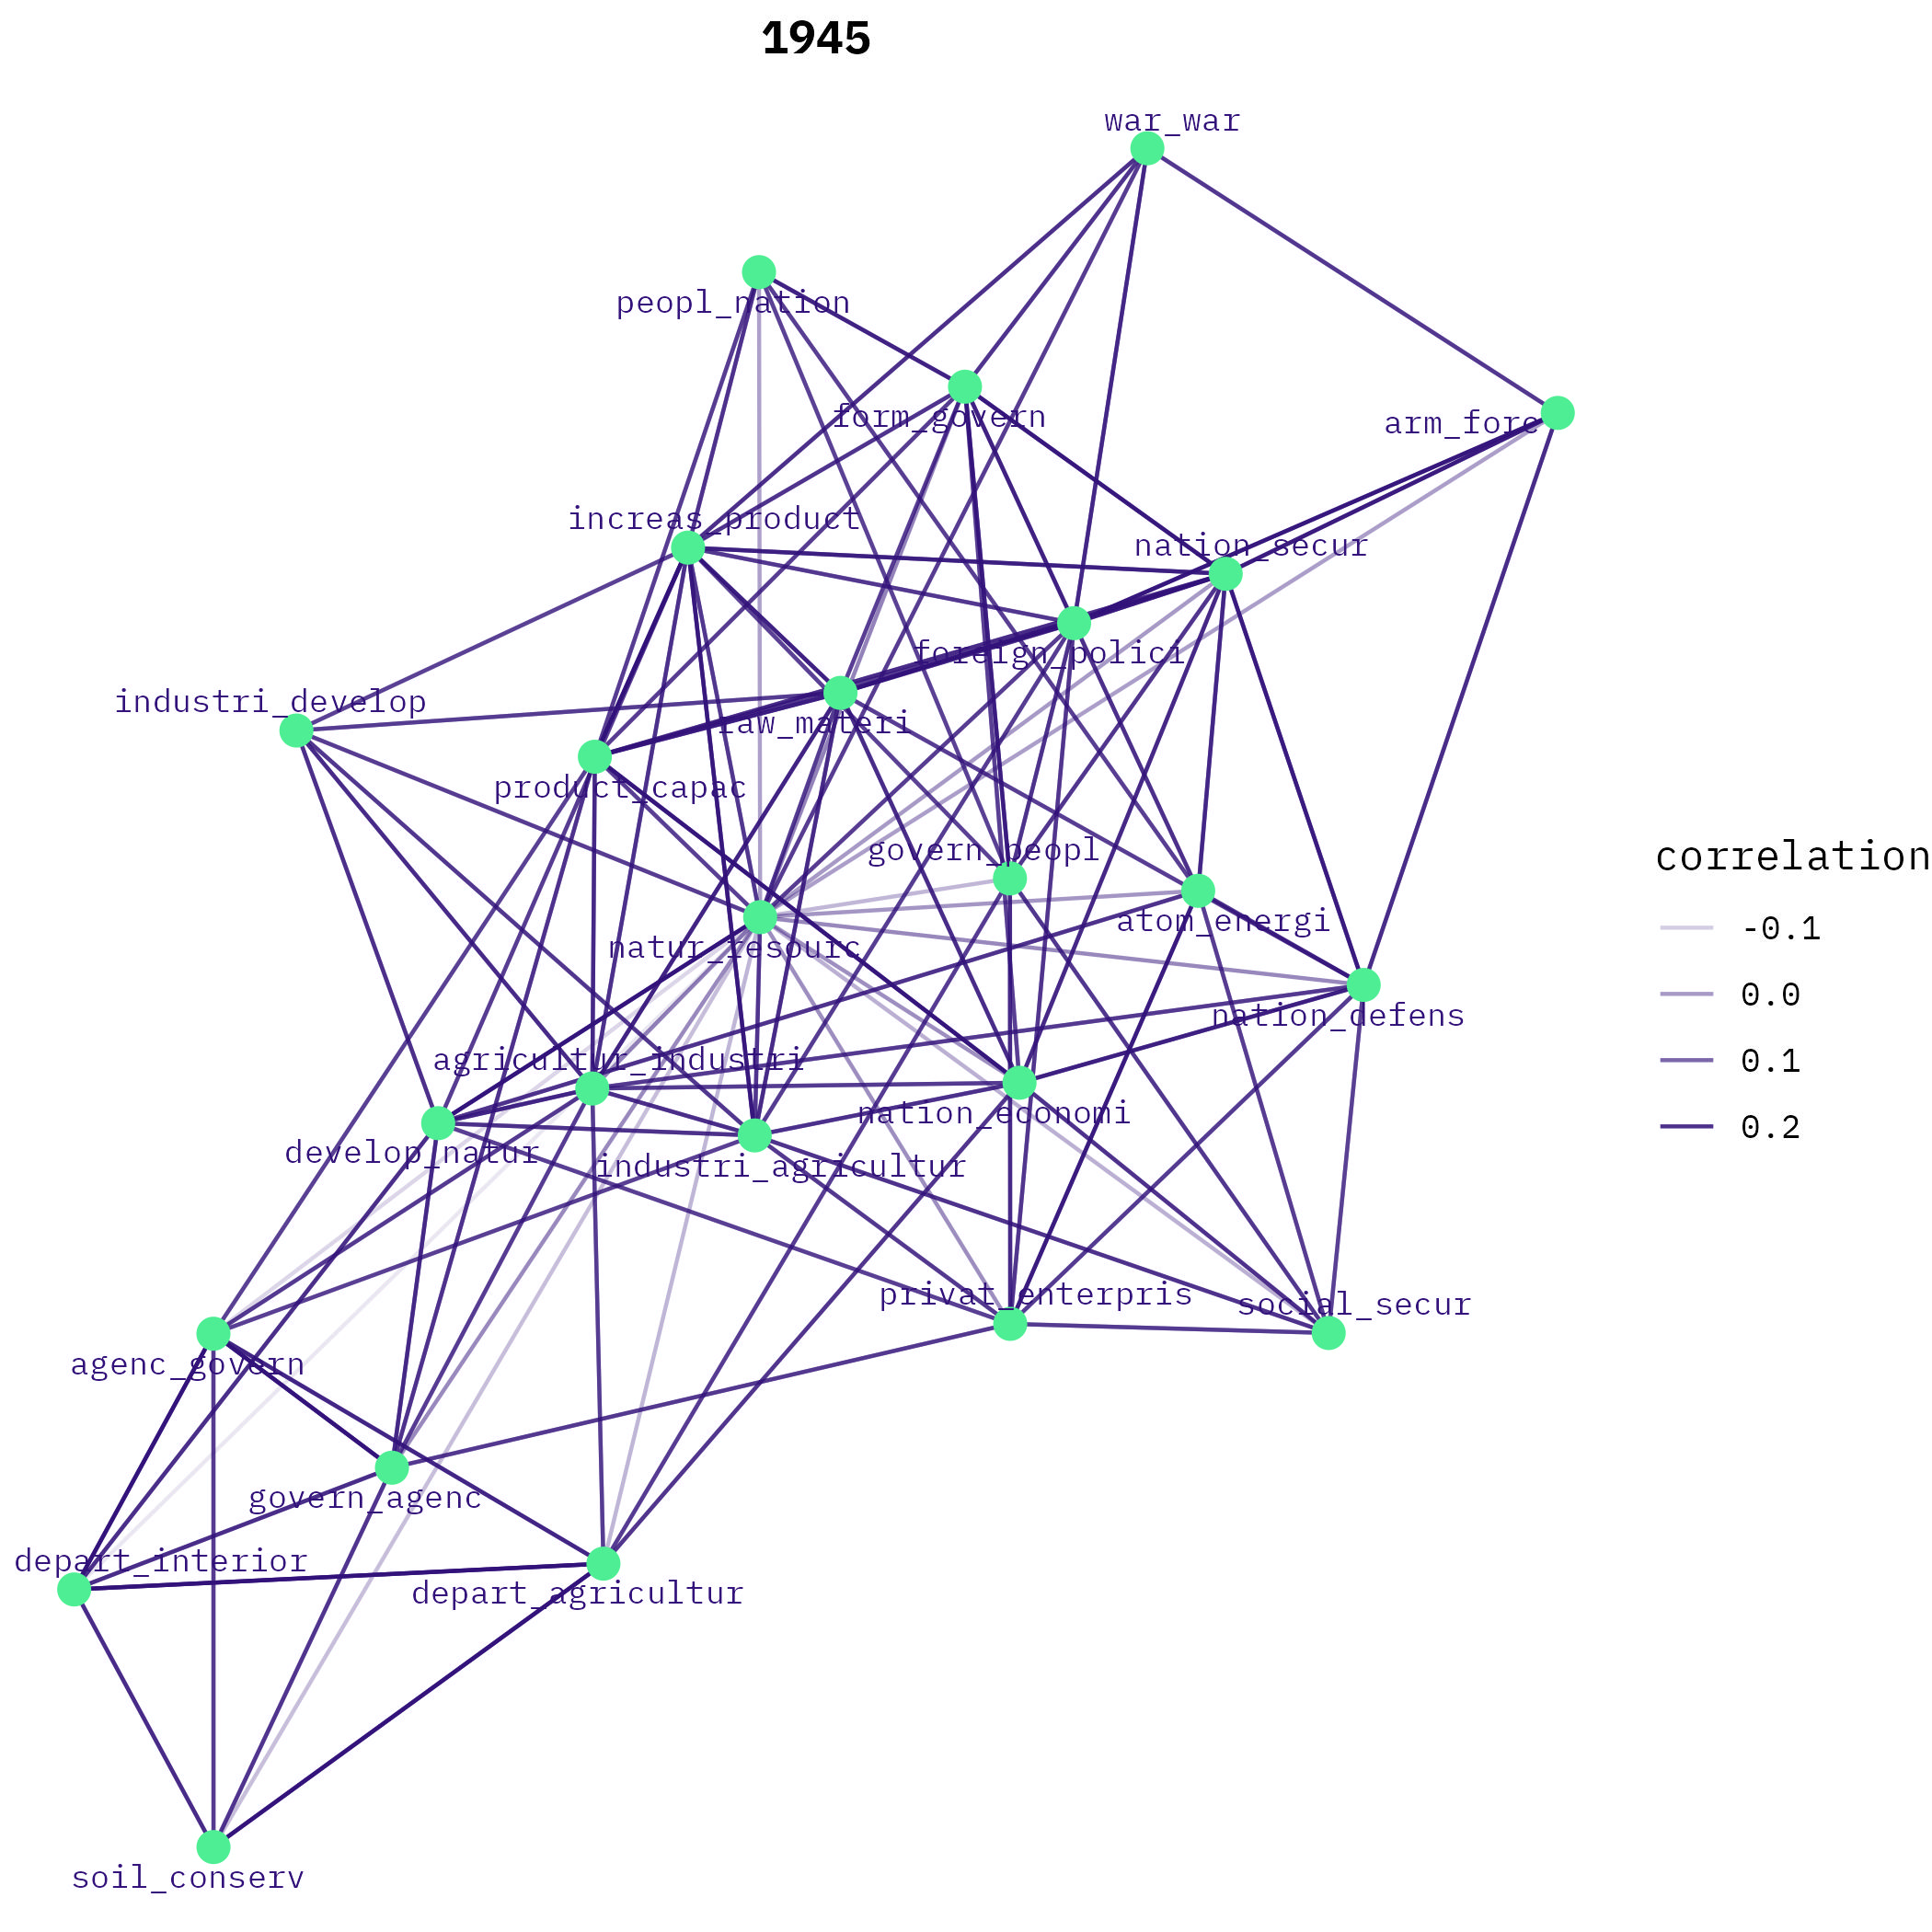 1945
war_war
peopl_nation
form_govern
arm_forc
increas_product
nation_secur
foreign_polici
industri_develop
raw_materi
product_capac
govern_peopl
correlation
atom_energi
-0.1
natur_resourc
0.0
nation_defens
agricultur_industri
0.1
nation_economi
0.2
develop_natur
industri_agricultur
privat_enterpris
social_secur
agenc_govern
govern_agenc
depart_interior
depart_agricultur
soil_conserv